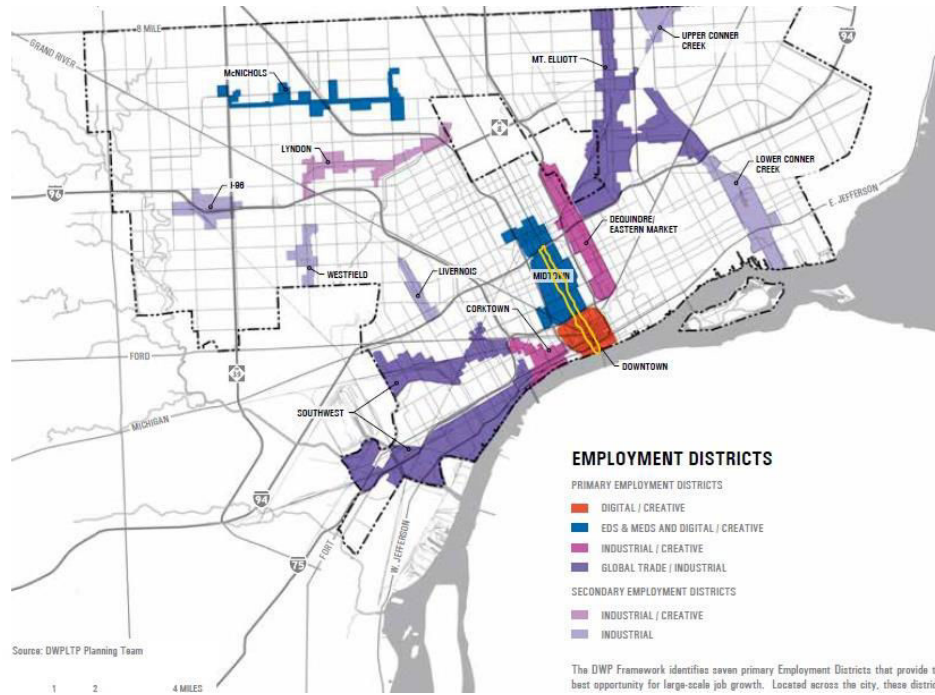 8 MILE
UPPER CONNER
CREEK
94
GRAND RIVER
MT. ELLIOTT
McNICHOLS
LYNDON
LOWER CONNER
CREEK
96
I-96
E. JEFFERSON
DEQUINDRE/
EASTERN MARKET
WESTFIELD
LIVERNOIS
MIDTOWN
CORKTOWN
FORD
DOWNTOWN
39
SOUTHWEST
MICHIGAN
94
FORT
W. JEFFERSON
75
EMPLOYMENT DISTRICTS
PRIMARY EMPLOYMENT DISTRICTS
DIGITAL / CREATIVE
EDS & MEDS AND DIGITAL / CREATIVE
INDUSTRIAL / CREATIVE
GLOBAL TRADE / INDUSTRIAL
SECONDARY EMPLOYMENT DISTRICTS
INDUSTRIAL / CREATIVE
INDUSTRIAL
Source: DWPLTP Planning Team
1 2 4 MILES
The DWP Framework identifies seven primary Employment Districts that provide t
best opportunity for large-scale job growth. Located across the city, these distric